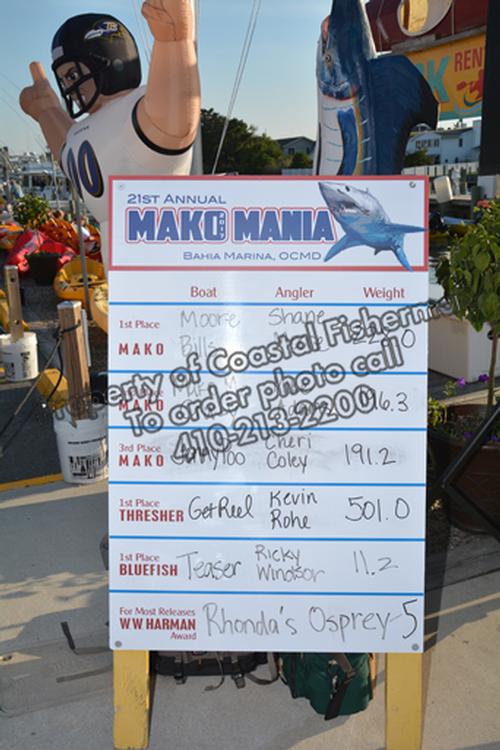 RENT
21ST ANNUAL
MAKO MANIA
BAHIA MARINA, OCMD
Boat Angler Weight
1st Place
MAKO
Moore
Bills
Shane
Property of Coastal Fisherman
To order photo call
410-213-2200
MAKO
3rd Place
MAKO
Cheri
Coley
191.2
1st Place
THRESHER
Get Reel
Kevin
Rohe
501.0
1st Place
BLUEFISH
Teaser
Ricky
Windsor
11.2
For Most Releases
WW HARMAN
Award
Rhonda's Osprey-5